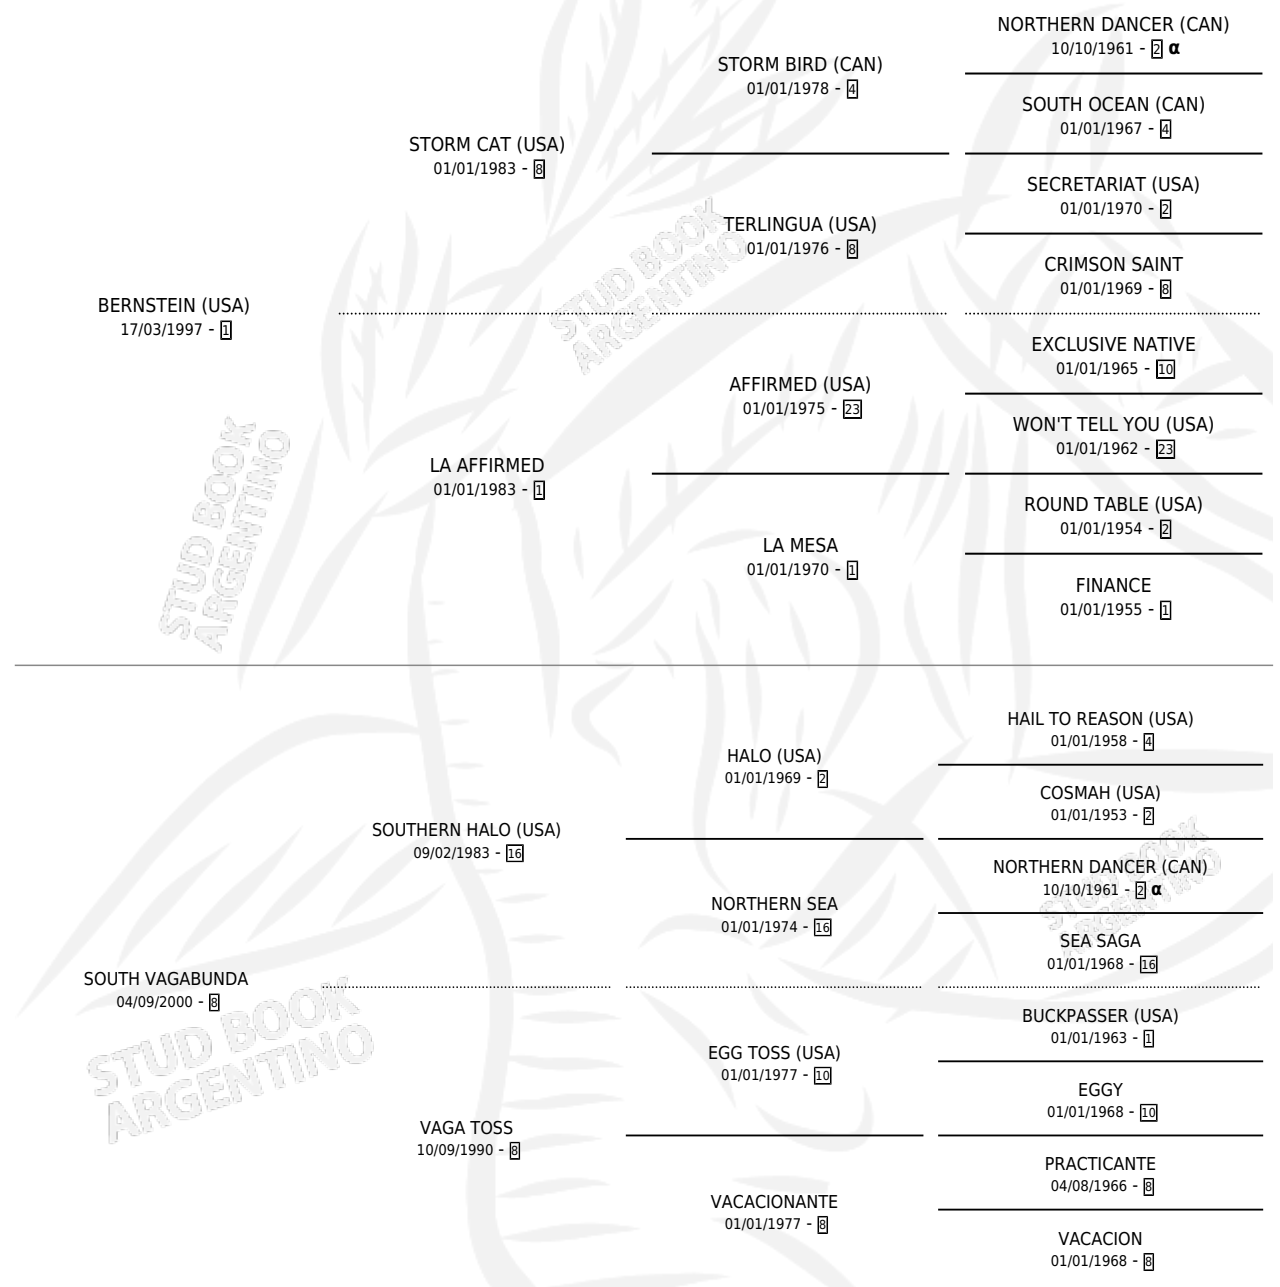 NORTHERN DANCER (CAN)
10/10/1961 - 2 α
STORM BIRD (CAN)
01/01/1978 - 4
SOUTH OCEAN (CAN)
01/01/1967 - 4
STORM CAT (USA)
01/01/1983 - 8
SECRETARIAT (USA)
01/01/1970 - 2
TERLINGUA (USA)
01/01/1976 - 8
CRIMSON SAINT
01/01/1969 - 8
BERNSTEIN (USA)
17/03/1997 - 1
STUD BOOK
ARGENTINO
EXCLUSIVE NATIVE
01/01/1965 - 10
AFFIRMED (USA)
01/01/1975 - 23
WON'T TELL YOU (USA)
01/01/1962 - 23
LA AFFIRMED
01/01/1983 - 1
ROUND TABLE (USA)
01/01/1954 - 2
LA MESA
01/01/1970 - 1
FINANCE
01/01/1955 - 1
STUD BOOK
ARGENTINO
HAIL TO REASON (USA)
01/01/1958 - 4
HALO (USA)
01/01/1969 - 2
COSMAH (USA)
01/01/1953 - 2
SOUTHERN HALO (USA)
09/02/1983 - 16
NORTHERN DANCER (CAN)
10/10/1961 - 2 α
NORTHERN SEA
01/01/1974 - 16
STUD BOOK
ARGENTINO
SEA SAGA
01/01/1968 - 16
SOUTH VAGABUNDA
04/09/2000 - 8
STUD BOOK
ARGENTINO
BUCKPASSER (USA)
01/01/1963 - 1
EGG TOSS (USA)
01/01/1977 - 10
EGGY
01/01/1968 - 10
VAGA TOSS
10/09/1990 - 8
PRACTICANTE
04/08/1966 - 8
VACACIONANTE
01/01/1977 - 8
VACACION
01/01/1968 - 8